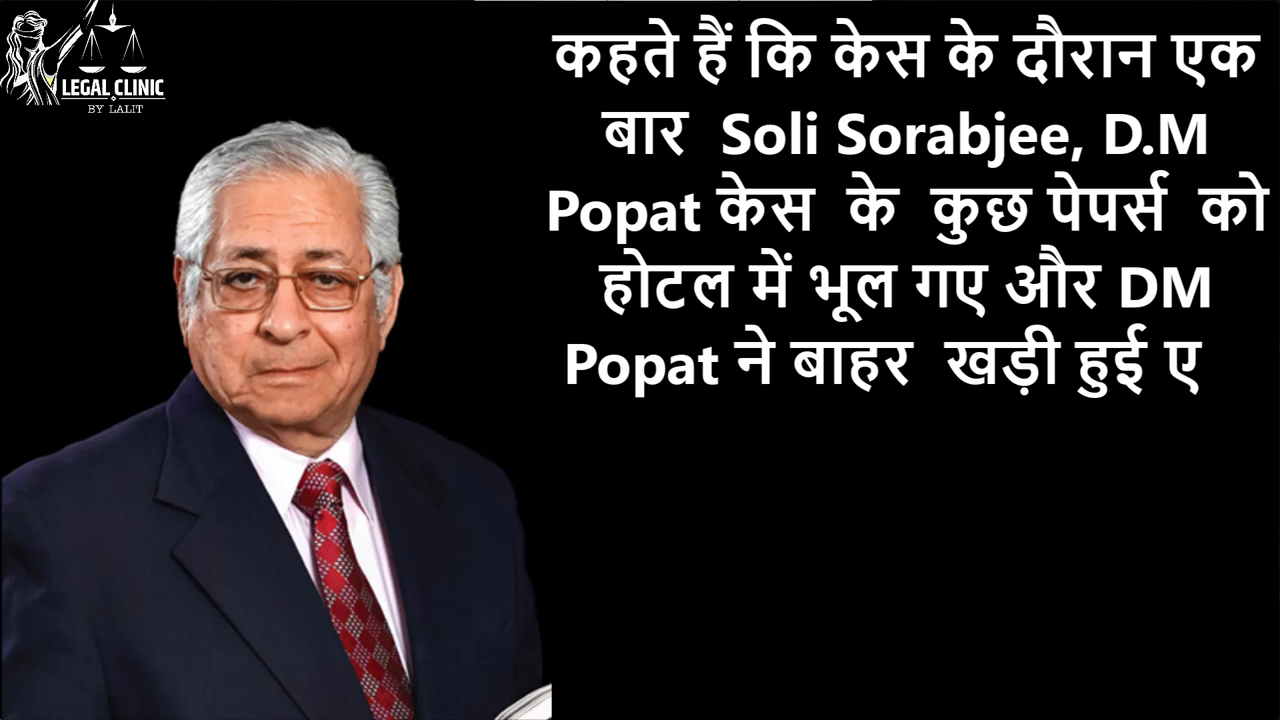 LEGAL CLINIC
BY LALIT
कहते हैं कि केस के दौरान एक
बार Soli Sorabjee, D.M
Popat केस के कुछ पेपर्स को
होटल में भूल गए और DM
Popat ने बाहर खड़ी हुई ए